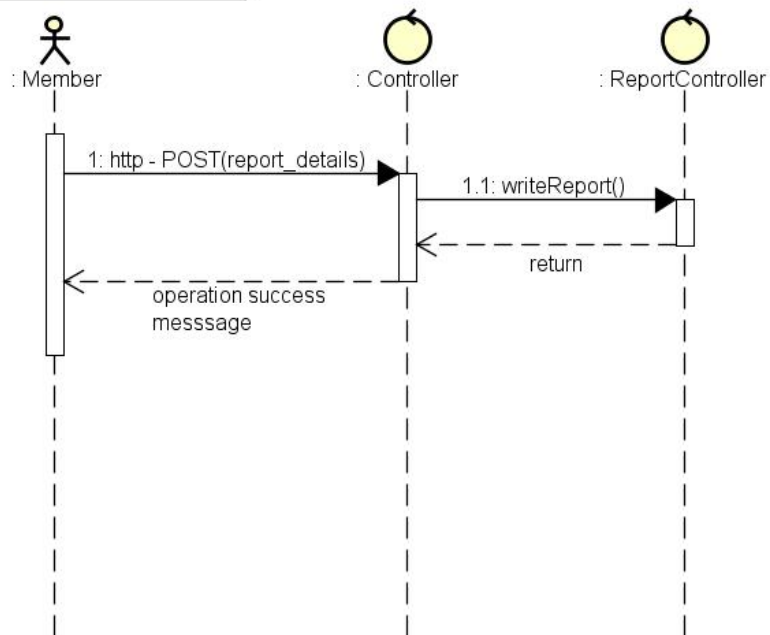 : Member
: Controller
: ReportController
1: http - POST(report_details)
1.1: writeReport()
return
operation success
messsage